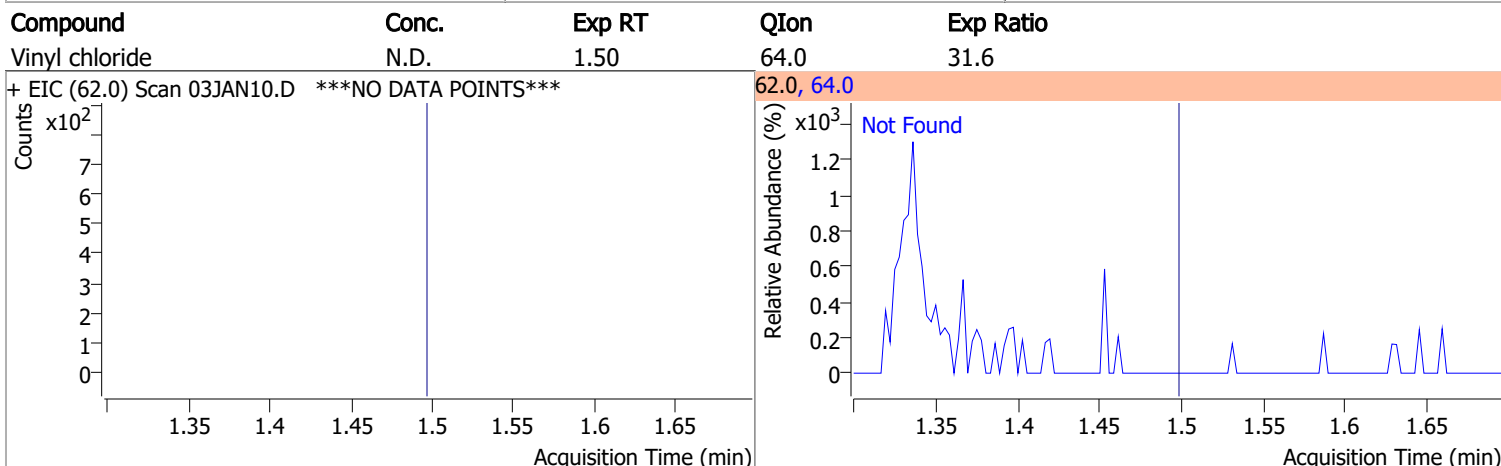 Compound Conc. Exp RT QIon Exp Ratio
Vinyl chloride N.D. 1.50 64.0 31.6
+ EIC (62.0) Scan 03JAN10.D ***NO DATA POINTS***
Counts
x10²
7
6
5
4
3
2
1
0
1.35 1.4 1.45 1.5 1.55 1.6 1.65
Acquisition Time (min)
62.0, 64.0
Relative Abundance (%)
x10³
Not Found
1.2
1
0.8
0.6
0.4
0.2
0
1.35 1.4 1.45 1.5 1.55 1.6 1.65
Acquisition Time (min)